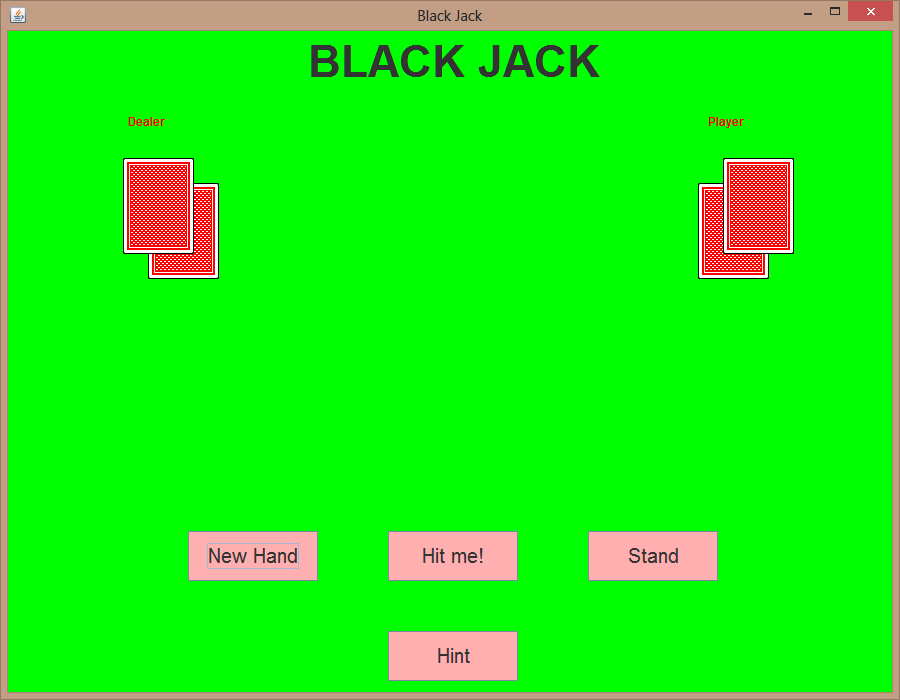 Black Jack
BLACK JACK
Dealer
Player
New Hand
Hit me!
Stand
Hint